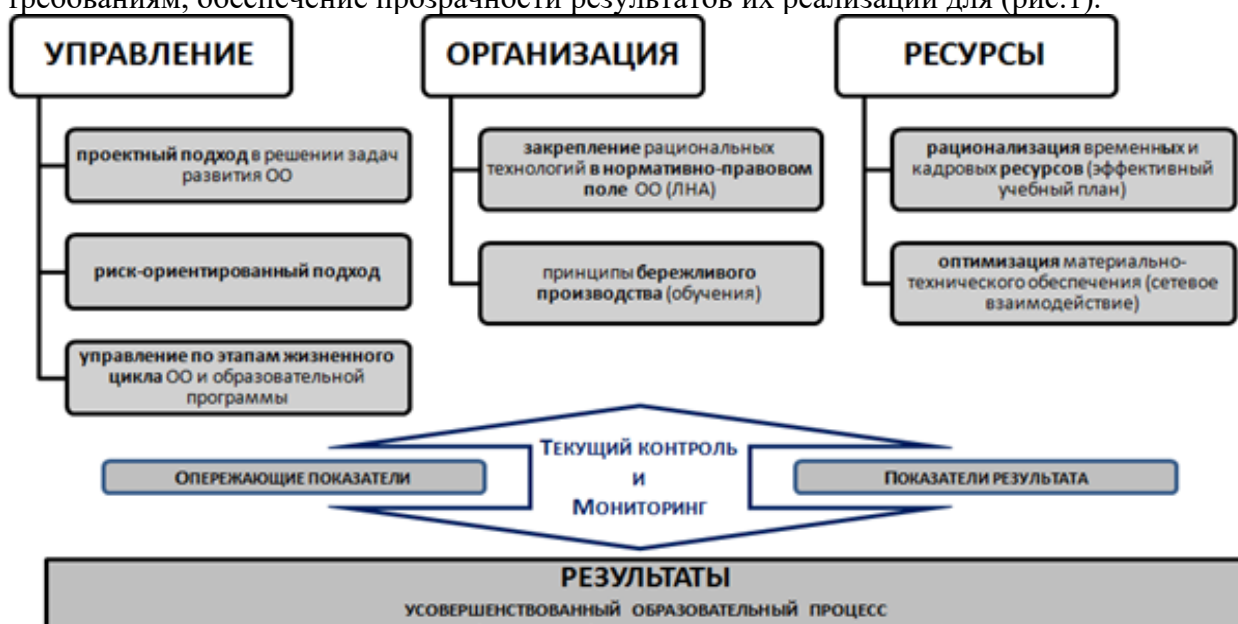 требованиям, обеспечение прозрачности результатов их реализации для (рис.1).
УПРАВЛЕНИЕ
проектный подход в решении задач
развития ОО
риск-ориентированный подход
управление по этапам жизненного
цикла ОО и образовательной
программы
ОРГАНИЗАЦИЯ
закрепление рациональных
технологий в нормативно-правовом
поле ОО (ЛНА)
принципы бережливого
производства (обучения)
РЕСУРСЫ
рационализация временных и
кадровых ресурсов (эффективный
учебный план)
оптимизация материально-
технического обеспечения (сетевое
взаимодействие)
ОПЕРЕЖАЮЩИЕ ПОКАЗАТЕЛИ
ТЕКУЩИЙ КОНТРОЛЬ
И
МОНИТОРИНГ
ПОКАЗАТЕЛИ РЕЗУЛЬТАТА
РЕЗУЛЬТАТЫ
УСОВЕРШЕНСТВОВАННЫЙ ОБРАЗОВАТЕЛЬНЫЙ ПРОЦЕСС